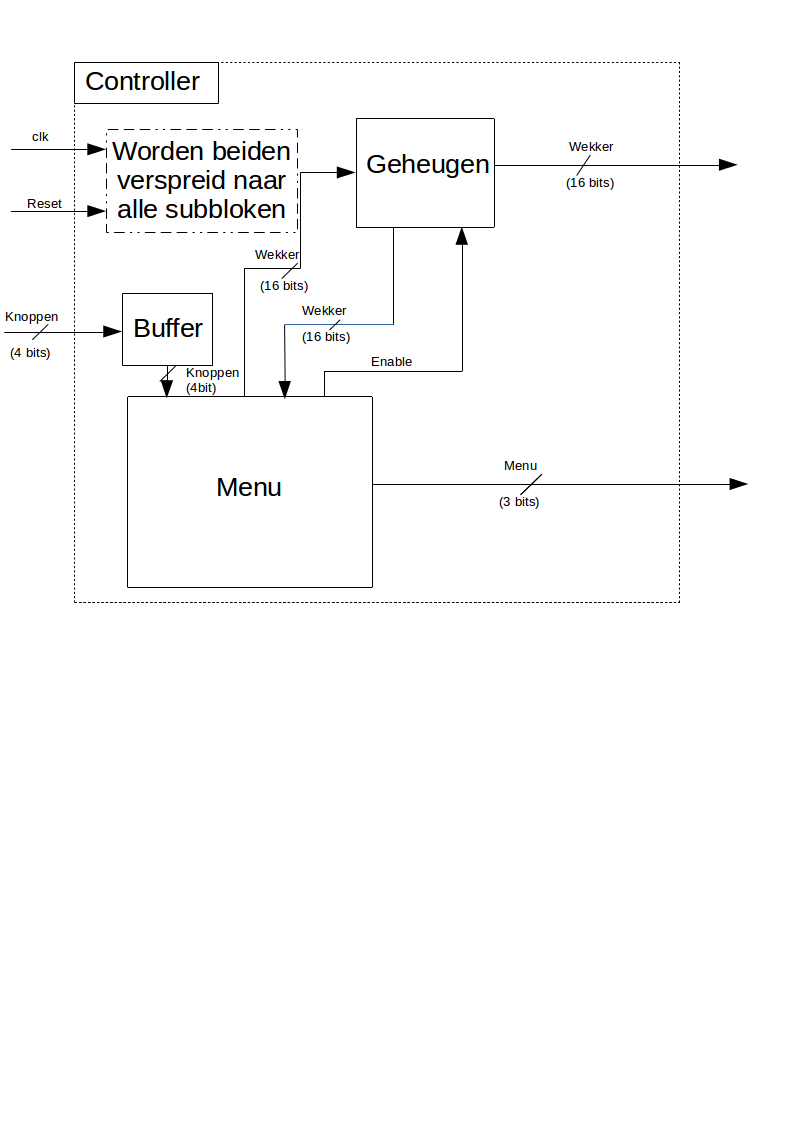 Controller
clk
Worden beiden
verspreid naar
alle subbloken
Reset
Geheugen
Wekker
(16 bits)
Wekker
(16 bits)
Knoppen
(4 bits)
Buffer
Wekker
(16 bits)
Enable
Knoppen
(4bit)
Menu
Menu
(3 bits)